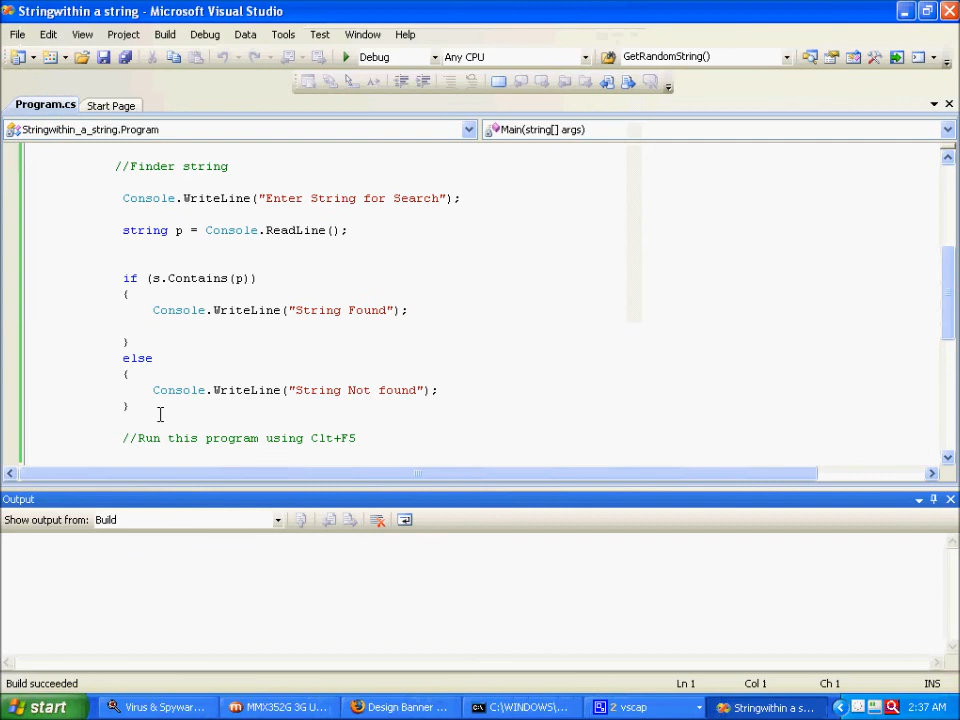 Stringwithin a string - Microsoft Visual Studio
File Edit View Project Build Debug Data Tools Test Window Help
Debug Any CPU GetRandomString()
Program.cs Start Page
Stringwithin_a_string.Program Main(string[] args)
//Finder string
Console.WriteLine("Enter String for Search");
string p = Console.ReadLine();
if (s.Contains(p))
{
Console.WriteLine("String Found");
}
else
{
Console.WriteLine("String Not found");
}
//Run this program using Clt+F5
Output
Show output from: Build
Build succeeded Ln 1 Col 1 Ch 1 INS
start Virus & Spywar... MMX352G 3G U... Design Banner ... C:\WINDOWS\... 2 vscap Stringwithin a s... 2:37 AM